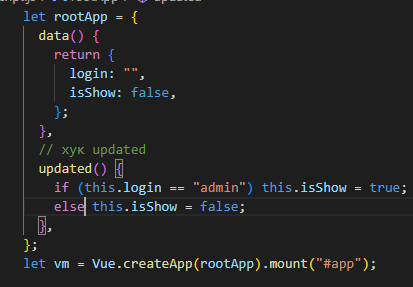 let rootApp = {
data() {
return {
login: "",
isShow: false,
};
},
// хук updated
updated() {
if (this.login == "admin") this.isShow = true;
else this.isShow = false;
},
};
let vm = Vue.createApp(rootApp).mount("#app");